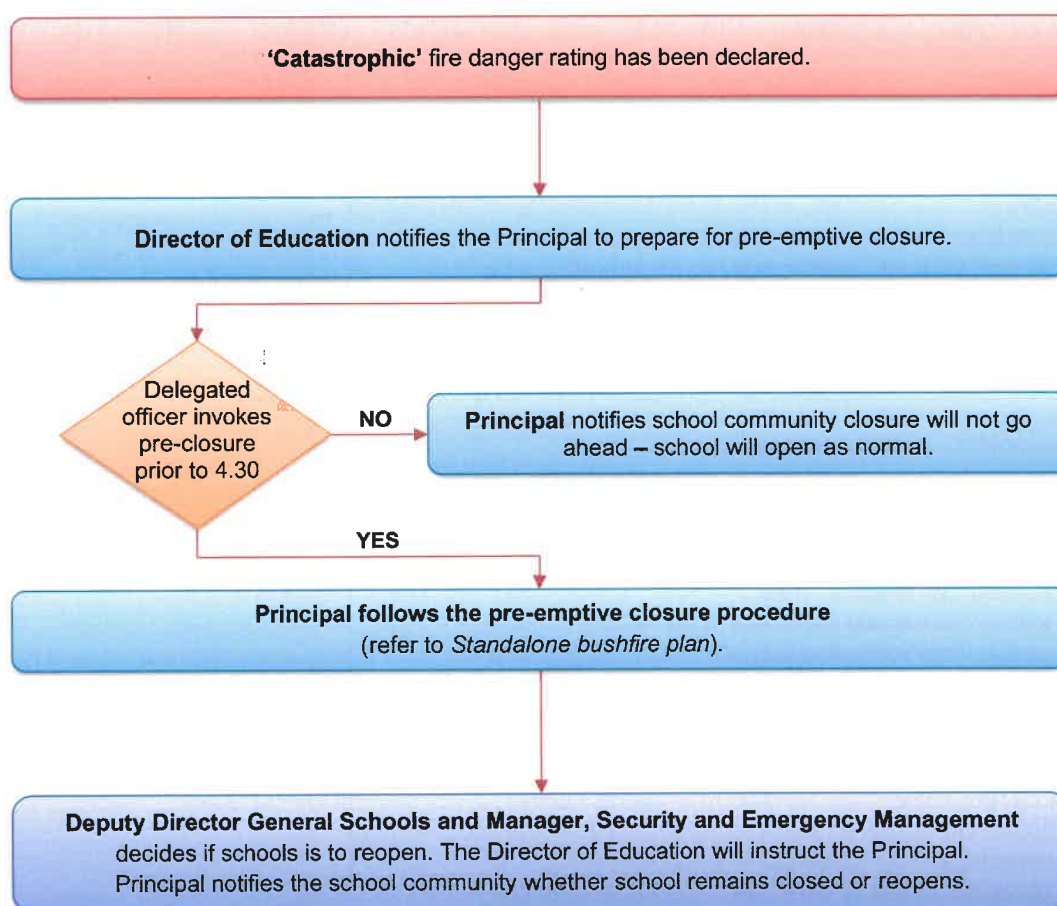 ‘Catastrophic’ fire danger rating has been declared.
Director of Education notifies the Principal to prepare for pre-emptive closure.
Delegated
officer invokes
pre-closure
prior to 4.30
NO
Principal notifies school community closure will not go
ahead – school will open as normal.
YES
Principal follows the pre-emptive closure procedure
(refer to Standalone bushfire plan).
Deputy Director General Schools and Manager, Security and Emergency Management
decides if schools is to reopen. The Director of Education will instruct the Principal.
Principal notifies the school community whether school remains closed or reopens.